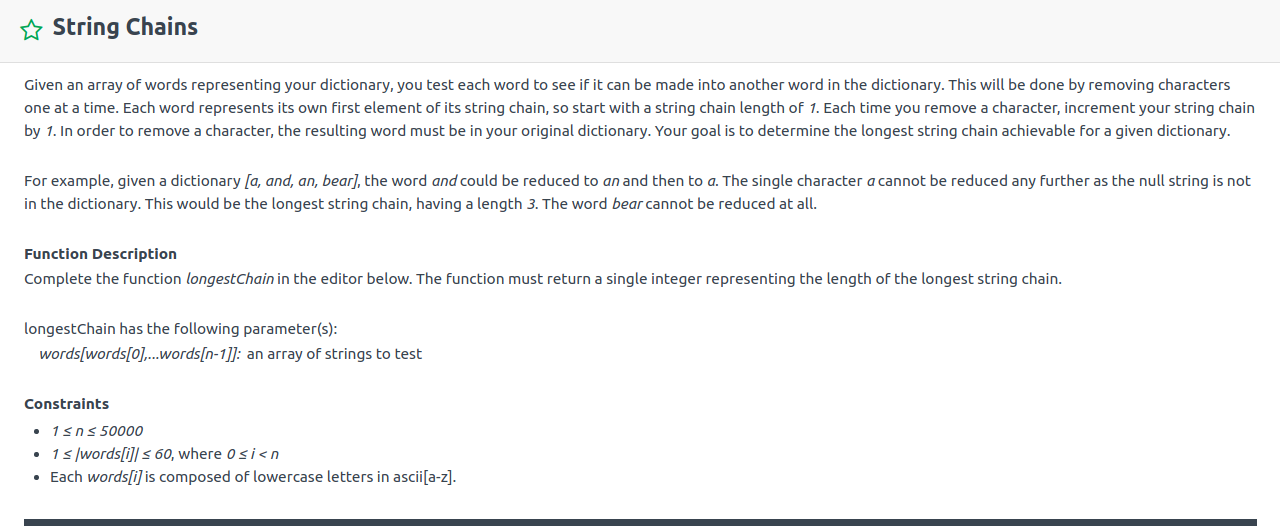 String Chains
Given an array of words representing your dictionary, you test each word to see if it can be made into another word in the dictionary. This will be done by removing characters
one at a time. Each word represents its own first element of its string chain, so start with a string chain length of 1. Each time you remove a character, increment your string chain
by 1. In order to remove a character, the resulting word must be in your original dictionary. Your goal is to determine the longest string chain achievable for a given dictionary.
For example, given a dictionary [a, and, an, bear], the word and could be reduced to an and then to a. The single character a cannot be reduced any further as the null string is not
in the dictionary. This would be the longest string chain, having a length 3. The word bear cannot be reduced at all.
Function Description
Complete the function longestChain in the editor below. The function must return a single integer representing the length of the longest string chain.
longestChain has the following parameter(s):
words[words[0],...words[n-1]]: an array of strings to test
Constraints
• 1 ≤ n ≤ 50000
• 1 ≤ |words[i]| ≤ 60, where 0 ≤ i < n
• Each words[i] is composed of lowercase letters in ascii[a-z].